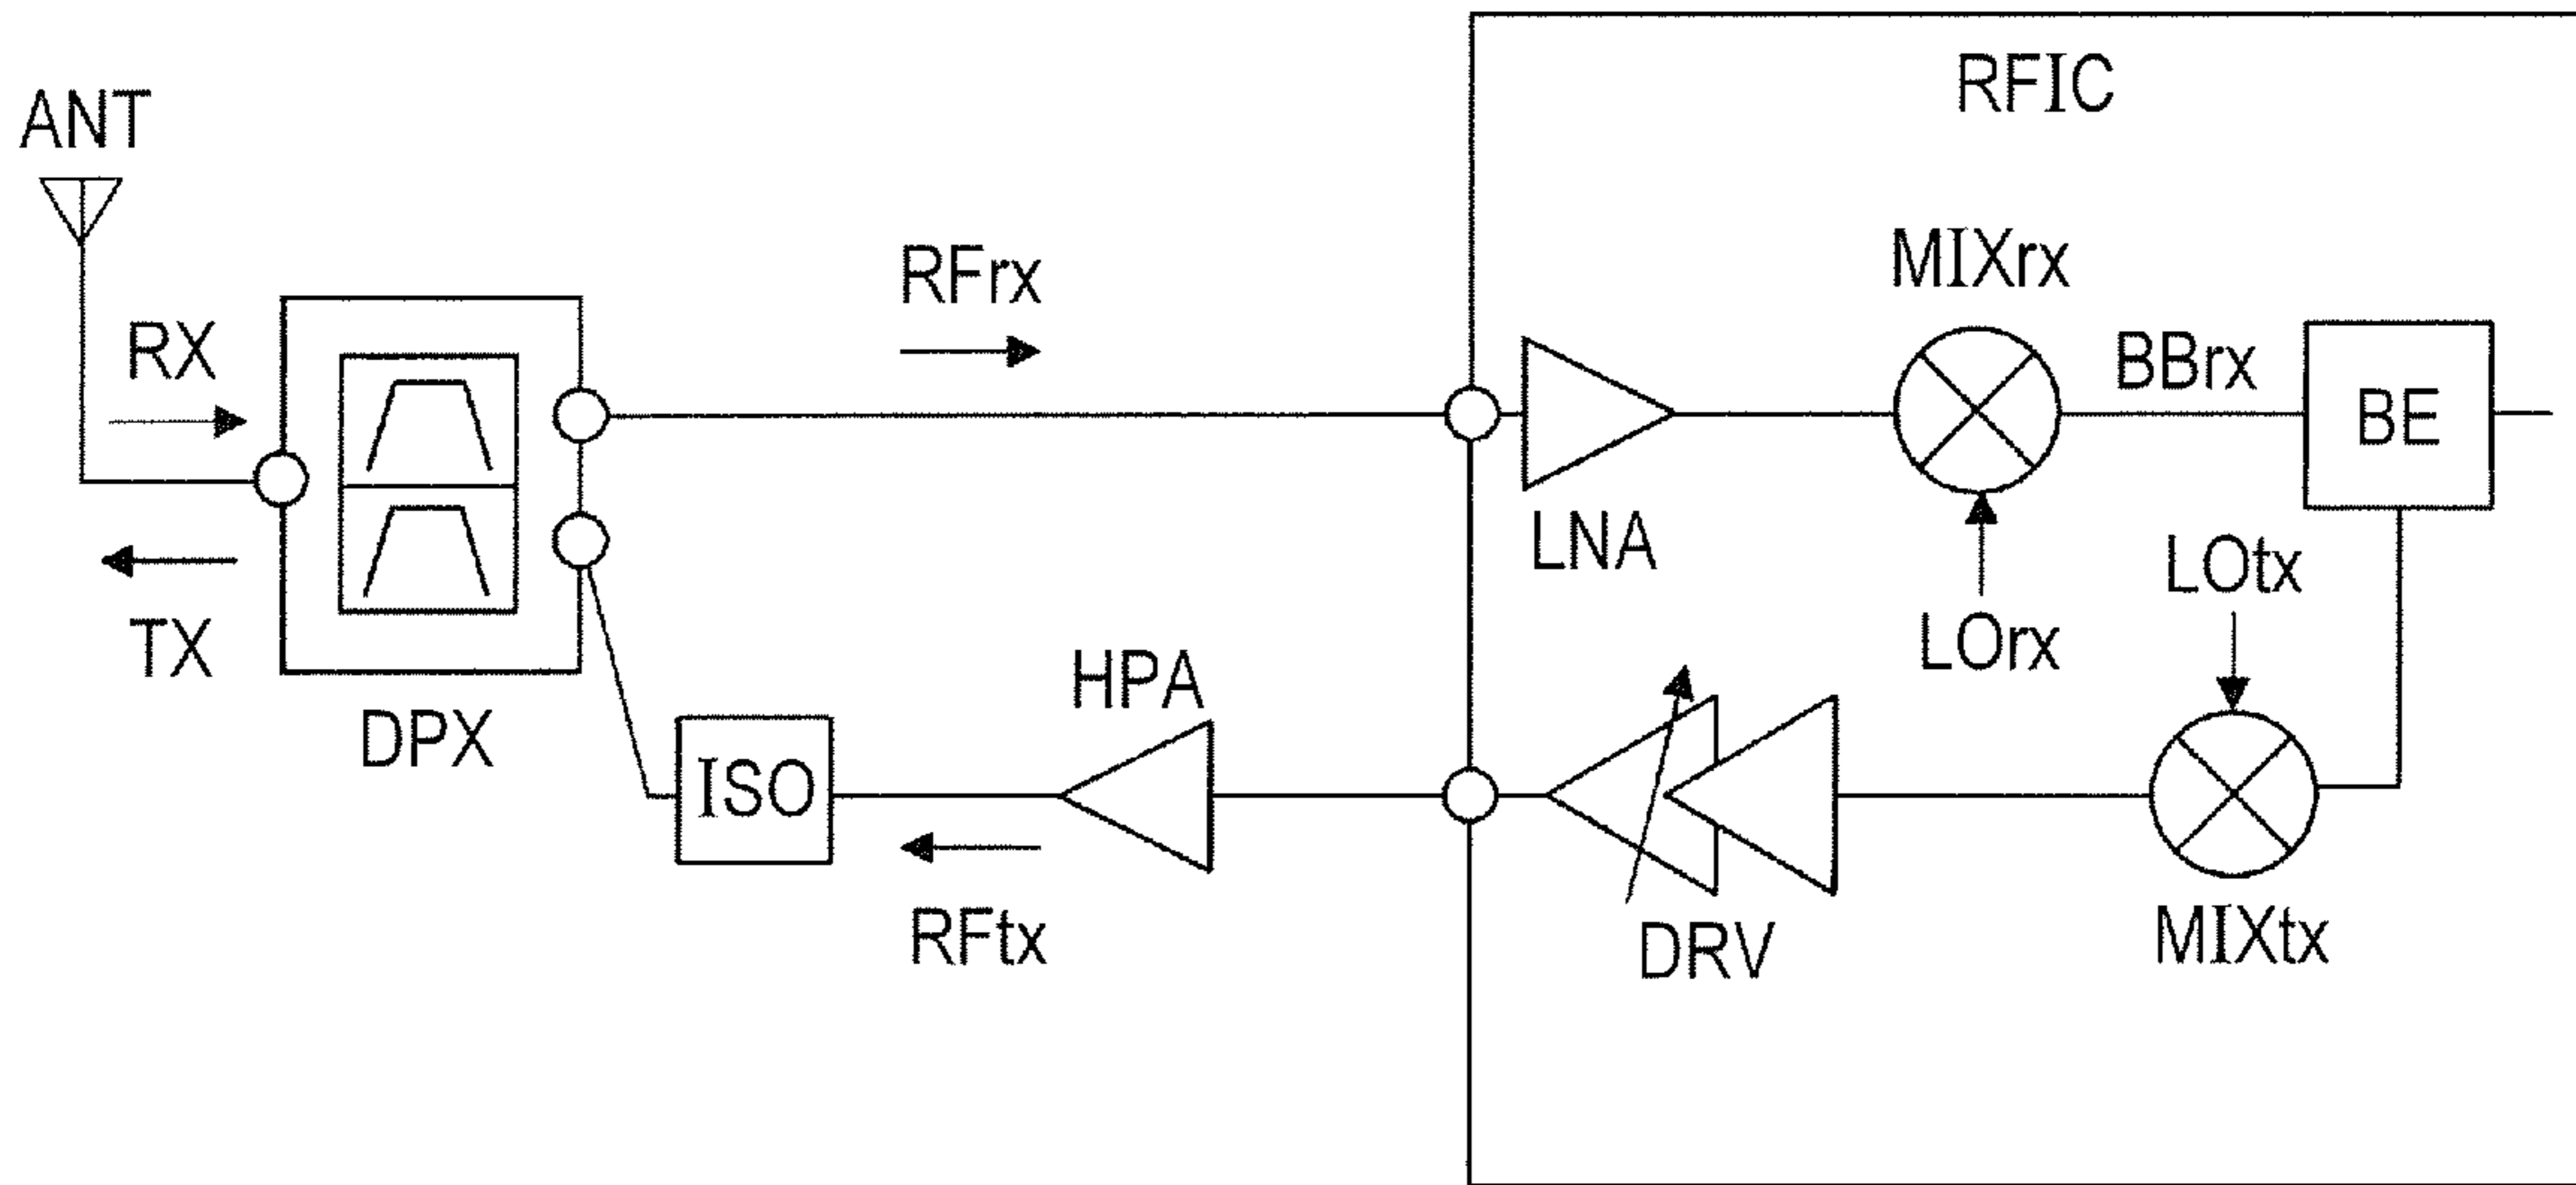 RFIC
ANT
MIXrx
RFrx
RX
BBrx
BE
LNA
LOtx
LOrx
TX
HPA
DPX
ISO
RFtx
DRV
MIXtx